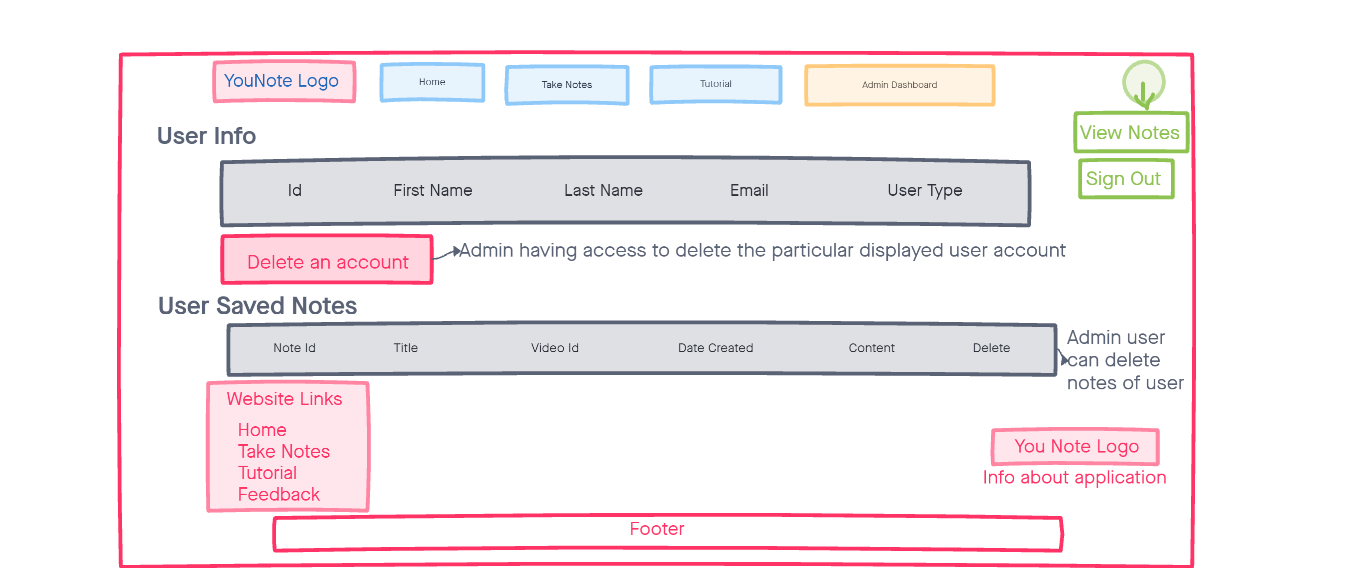 YouNote Logo
Home
Take Notes
Tutorial
Admin Dashboard
View Notes
Sign Out
User Info
Id
First Name
Last Name
Email
User Type
Delete an account
Admin having access to delete the particular displayed user account
User Saved Notes
Note Id
Title
Video Id
Date Created
Content
Delete
Admin user
can delete
notes of user
Website Links
Home
Take Notes
Tutorial
Feedback
You Note Logo
Info about application
Footer